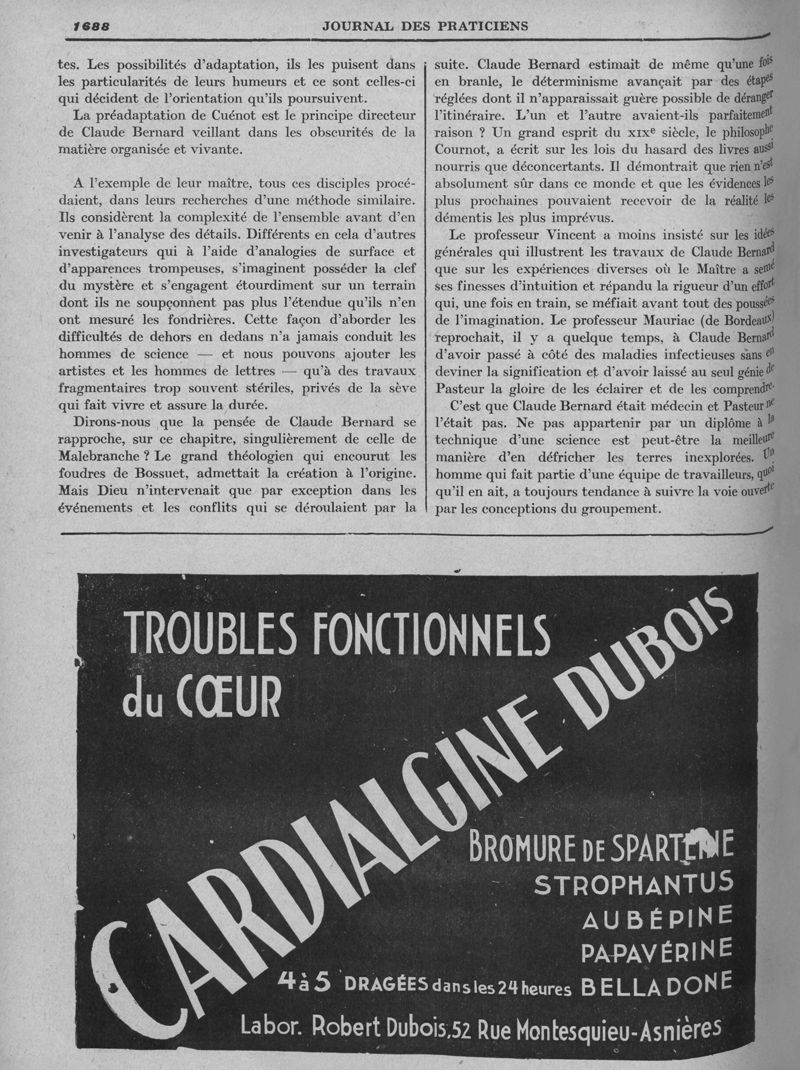 1688
JOURNAL DES PRATICIENS
tes. Les possibilités d'adaptation, ils les puisent dans
les particularités de leurs humeurs et ce sont celles-ci
qui décident de l'orientation qu'ils poursuivent.
La préadaptation de Cuénot est le principe directeur
de Claude Bernard veillant dans les obscurités de la
matière organisée et vivante.
A l'exemple de leur maître, tous ces disciples procé-
daient, dans leurs recherches d'une méthode similaire.
Ils considèrent la complexité de l'ensemble avant d'en
venir à l'analyse des détails. Différents en cela d'autres
investigateurs qui à l'aide d'analogies de surface et
d'apparences trompeuses, s'imaginent posséder la clef
du mystère et s'engagent étourdiment sur un terrain
dont ils ne soupçonnent pas plus l'étendue qu'ils n'en
ont mesuré les fondrières. Cette façon d'aborder les
difficultés de dehors en dedans n'a jamais conduit les
hommes de science — et nous pouvons ajouter les
artistes et les hommes de lettres — qu'à des travaux
fragmentaires trop souvent stériles, privés de la sève
qui fait vivre et assure la durée.
Dirons-nous que la pensée de Claude Bernard se
rapproche, sur ce chapitre, singulièrement de celle de
Malebranche ? Le grand théologien qui encourut les
foudres de Bossuet, admettait la création à l'origine.
Mais Dieu n'intervenait que par exception dans les
événements et les conflits qui se déroulaient par la
suite. Claude Bernard estimait de même qu'une fois
en branle, le déterminisme avançait par des étapes
réglées dont il n'apparaissait guère possible de déranger
l'itinéraire. L'un et l'autre avaient-ils parfaitement
raison ? Un grand esprit du XIXe siècle, le philosophe
Cournot, a écrit sur les lois du hasard des livres aussi
nourris que déconcertants. Il démontrait que rien n'est
absolument sûr dans ce monde et que les évidences les
plus prochaines pouvaient recevoir de la réalité les
démentis les plus imprévus.
Le professeur Vincent a moins insisté sur les idées
générales qui illustrent les travaux de Claude Bernard
que sur les expériences diverses où le Maître a semé
ses finesses d'intuition et répandu la rigueur d'un effort
qui, une fois en train, se méfiait avant tout des poussées
de l'imagination. Le professeur Mauriac (de Bordeaux)
reprochait, il y a quelque temps, à Claude Bernard
d'avoir passé à côté des maladies infectieuses sans en
deviner la signification et d'avoir laissé au seul génie de
Pasteur la gloire de les éclairer et de les comprendre.
C'est que Claude Bernard était médecin et Pasteur ne
l'était pas. Ne pas appartenir par un diplôme à la
technique d'une science est peut-être la meilleure
manière d'en défricher les terres inexplorées. Un
homme qui fait partie d'une équipe de travailleurs, quoi
qu'il en ait, a toujours tendance à suivre la voie ouverte
par les conceptions du groupement.
TROUBLES FONCTIONNELS
du CŒUR
CARDIALGINE DUBOIS
BROMURE DE SPARTÉINE
STROPHANTUS
AUBÉPINE
PAPAVÉRINE
4 à 5 DRAGÉES dans les 24 heures BELLADONE
Labor. Robert Dubois, 52 Rue Montesquieu-Asnières